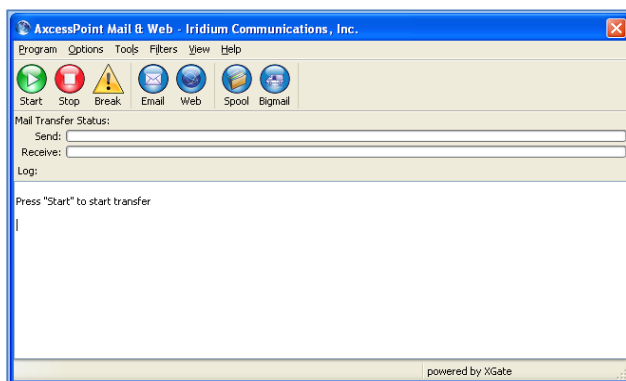 AxcessPoint Mail & Web - Iridium Communications, Inc.
Program Options Tools Filters View Help
Start Stop Break Email Web Spool Bigmail
Mail Transfer Status:
Send:
Receive:
Log:
Press "Start" to start transfer
powered by XGate